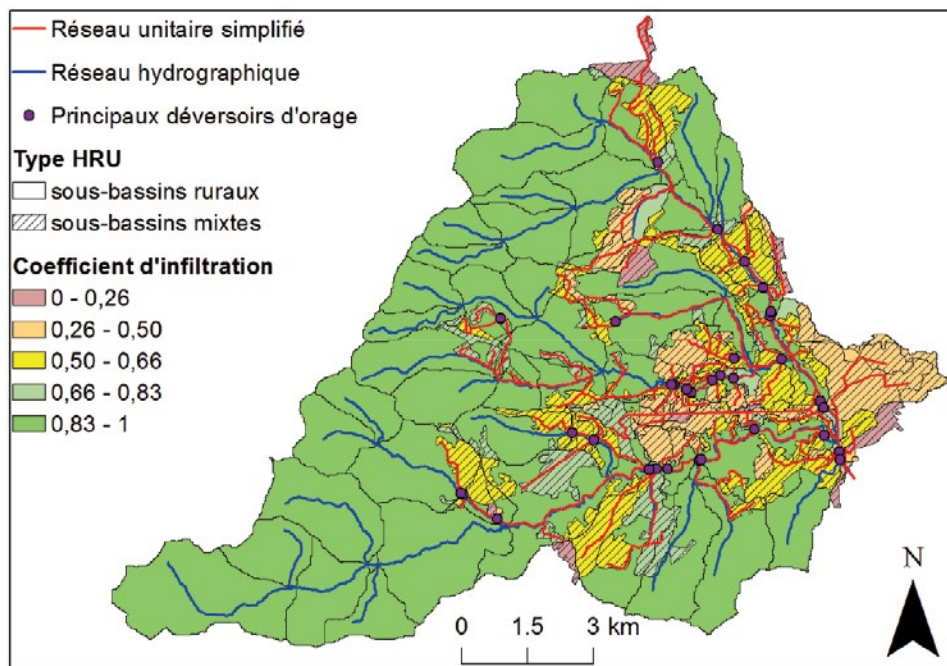 Réseau unitaire simplifié
Réseau hydrographique
Principaux déversoirs d'orage
Type HRU
sous-bassins ruraux
sous-bassins mixtes
Coefficient d'infiltration
0 - 0,26
0,26 - 0,50
0,50 - 0,66
0,66 - 0,83
0,83 - 1
0 1.5 3 km
N